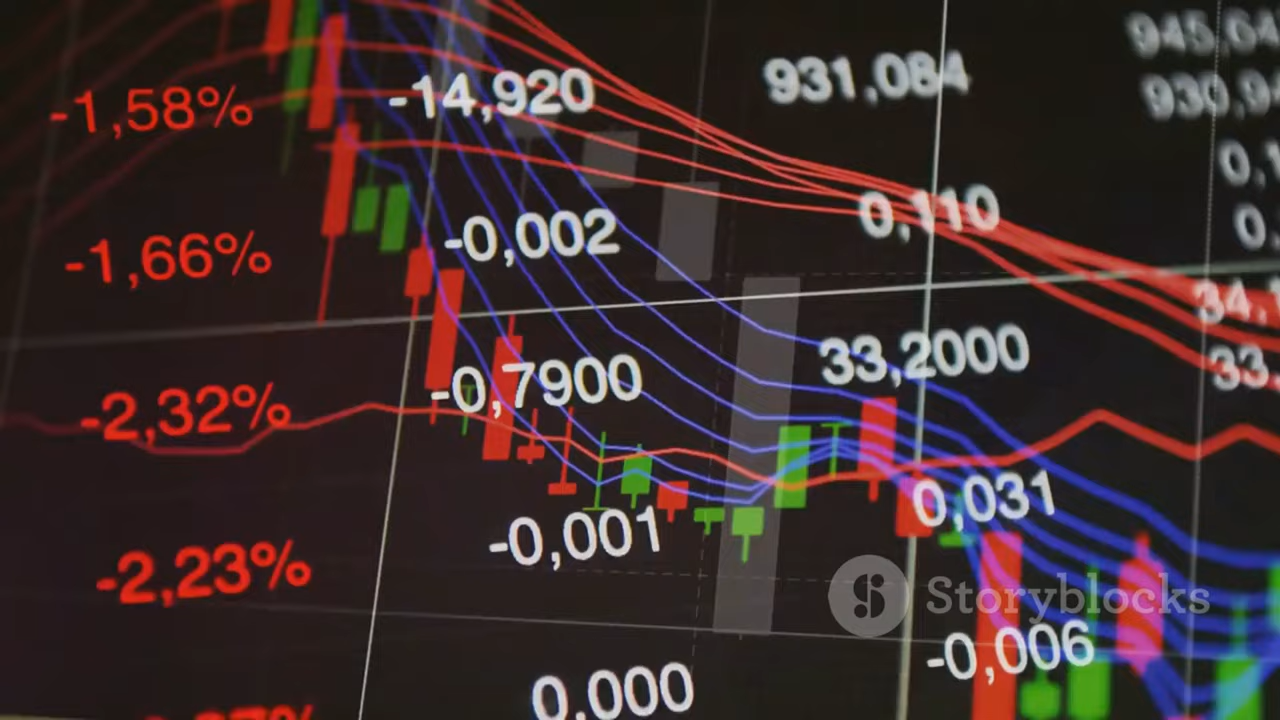 -1,58% -14,920 931,084
-1,66% -0,002 0,110
-2,32% -0,7900 33,2000
-2,23% -0,001 0,031
0,000 -0,006
Storyblocks